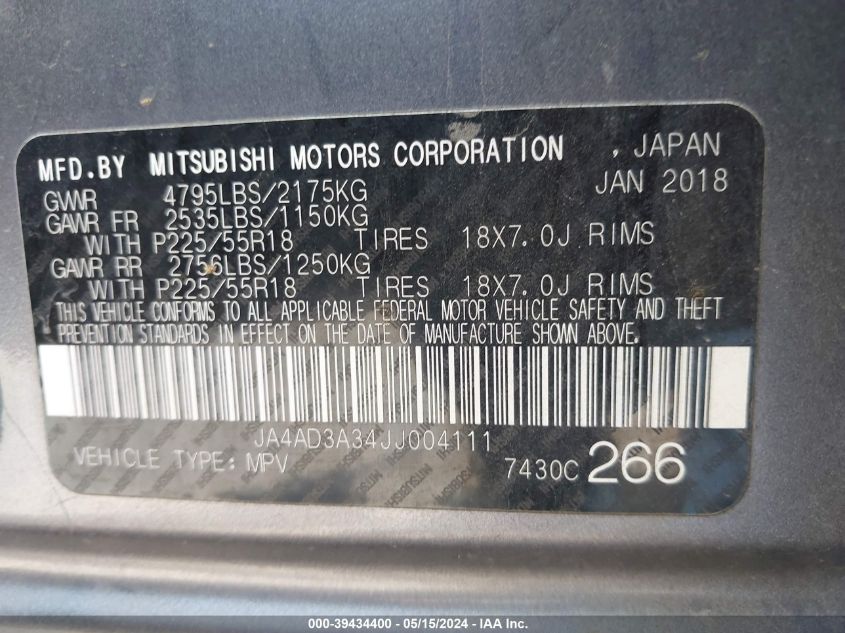 MFD.BY MITSUBISHI MOTORS CORPORATION , JAPAN
GVWR 4795LBS/2175KG JAN 2018
GAWR FR 2535LBS/1150KG
WITH P225/55R18 TIRES 18X7.0J RIMS
GAWR RR 2756LBS/1250KG
WITH P225/55R18 TIRES 18X7.0J RIMS
THIS VEHICLE CONFORMS TO ALL APPLICABLE FEDERAL MOTOR VEHICLE SAFETY AND THEFT
PREVENTION STANDARDS IN EFFECT ON THE DATE OF MANUFACTURE SHOWN ABOVE.
JA4AD3A34JJ004111
VEHICLE TYPE: MPV 7430C 266
000-39434400 - 05/15/2024 - IAA Inc.